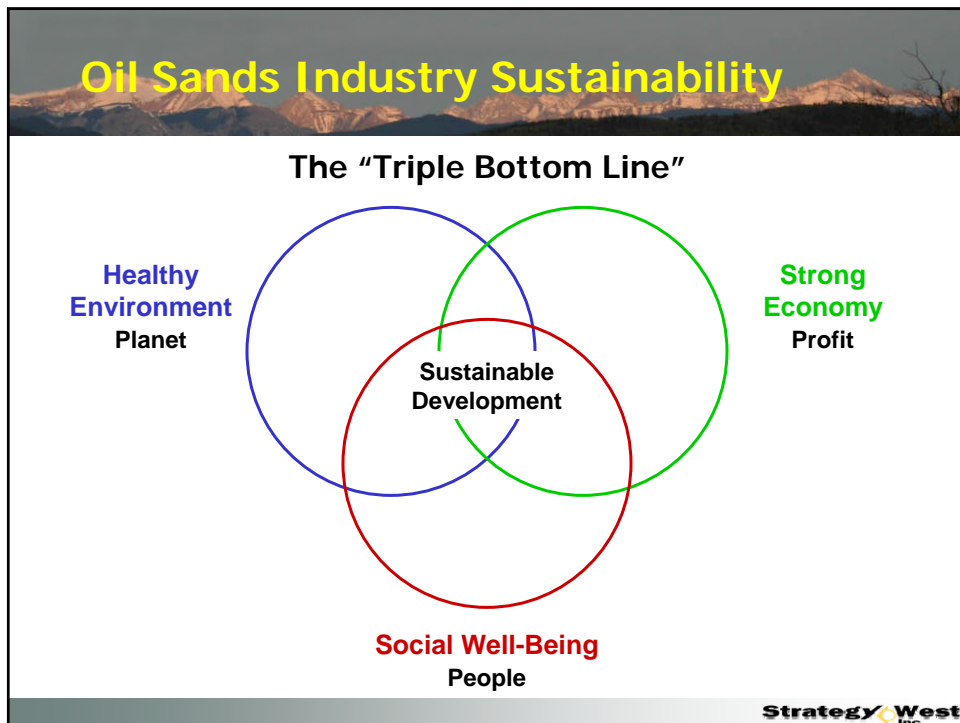 Oil Sands Industry Sustainability
The “Triple Bottom Line”
Healthy
Environment
Planet
Strong
Economy
Profit
Sustainable
Development
Social Well-Being
People
Strategy West
Inc.